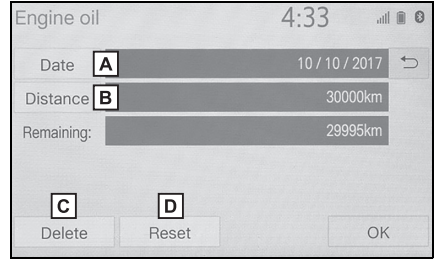 Engine oil 4:33
Date A 10 / 10 / 2017
Distance B 30000km
Remaining: 29995km
C D
Delete Reset OK